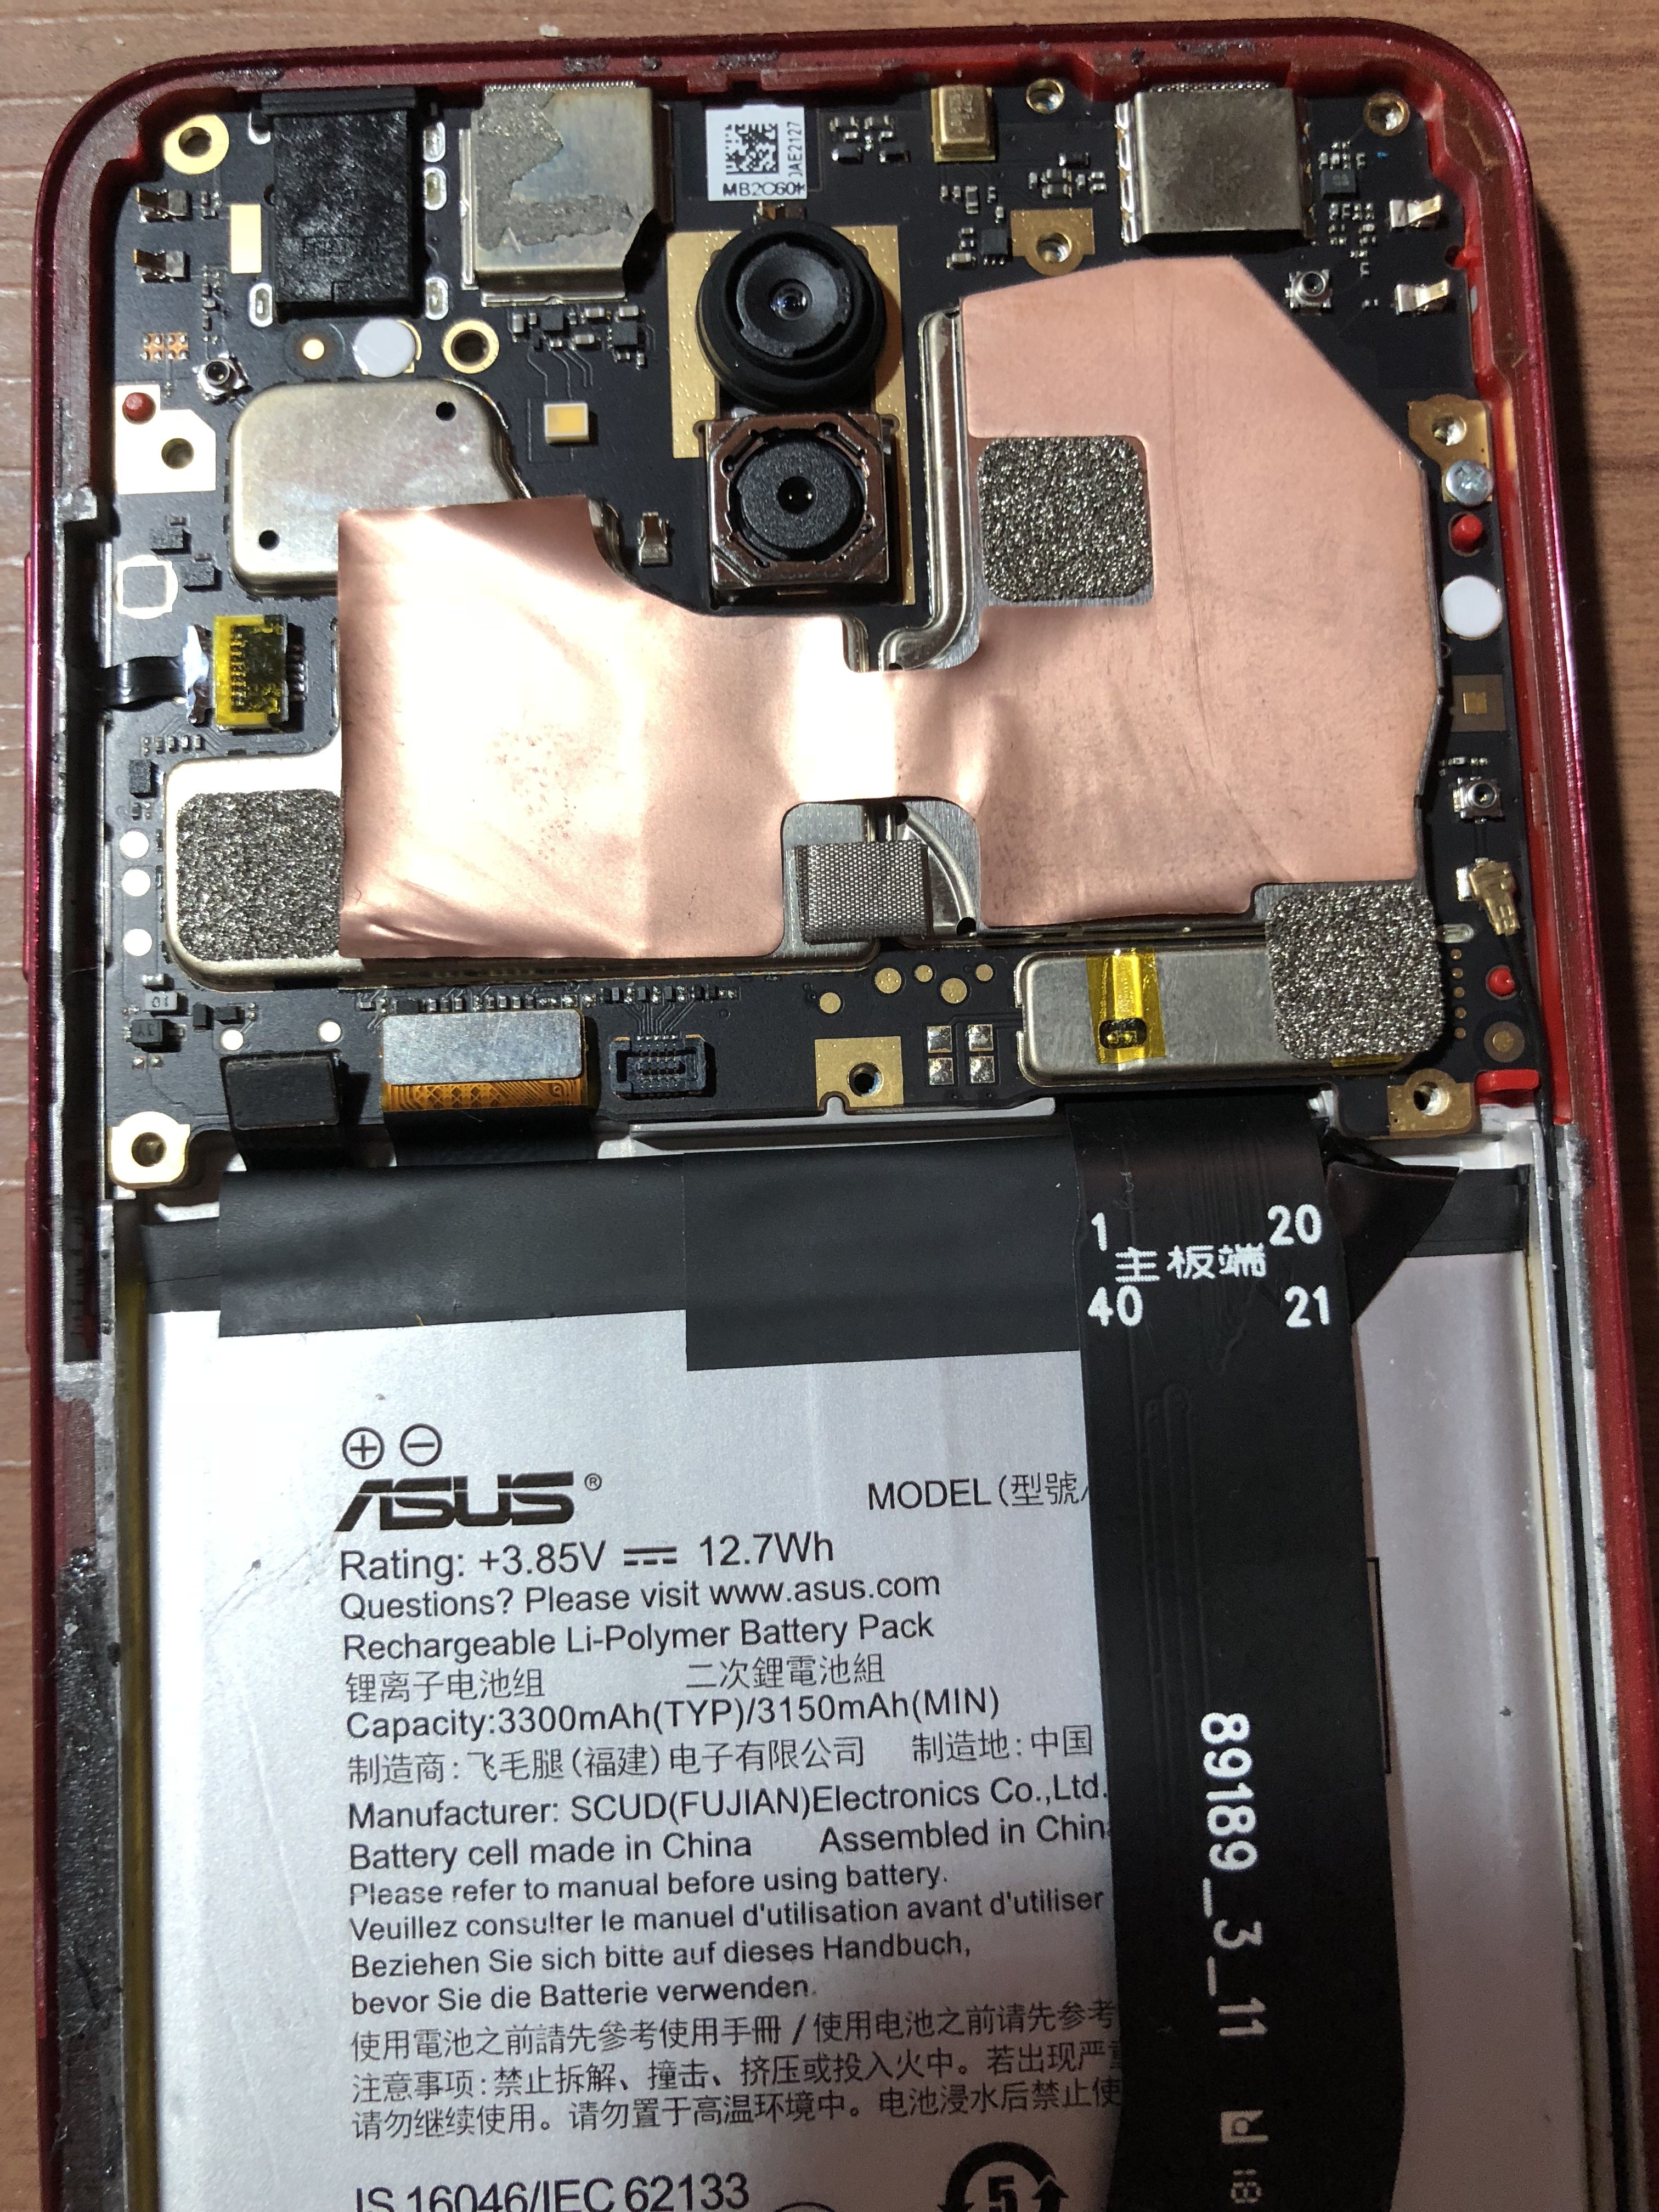 JAE2127
MB2C60*
1 20
主板端
40 21
⊕ ⊖
ASUS®
MODEL(型號/
Rating: +3.85V ⎓ 12.7Wh
Questions? Please visit www.asus.com
Rechargeable Li-Polymer Battery Pack
锂离子电池组 二次鋰電池組
Capacity:3300mAh(TYP)/3150mAh(MIN)
制造商:飞毛腿(福建)电子有限公司 制造地:中国
Manufacturer: SCUD(FUJIAN)Electronics Co.,Ltd.
Battery cell made in China Assembled in China
Please refer to manual before using battery.
Veuillez consulter le manuel d'utilisation avant d'utiliser
Beziehen Sie sich bitte auf dieses Handbuch,
bevor Sie die Batterie verwenden.
使用電池之前請先參考使用手冊 / 使用电池之前请先参考
注意事项:禁止拆解、撞击、挤压或投入火中。若出现严重
请勿继续使用。请勿置于高温环境中。电池浸水后禁止使
IS 16046/IEC 62133
5
89189_3_11